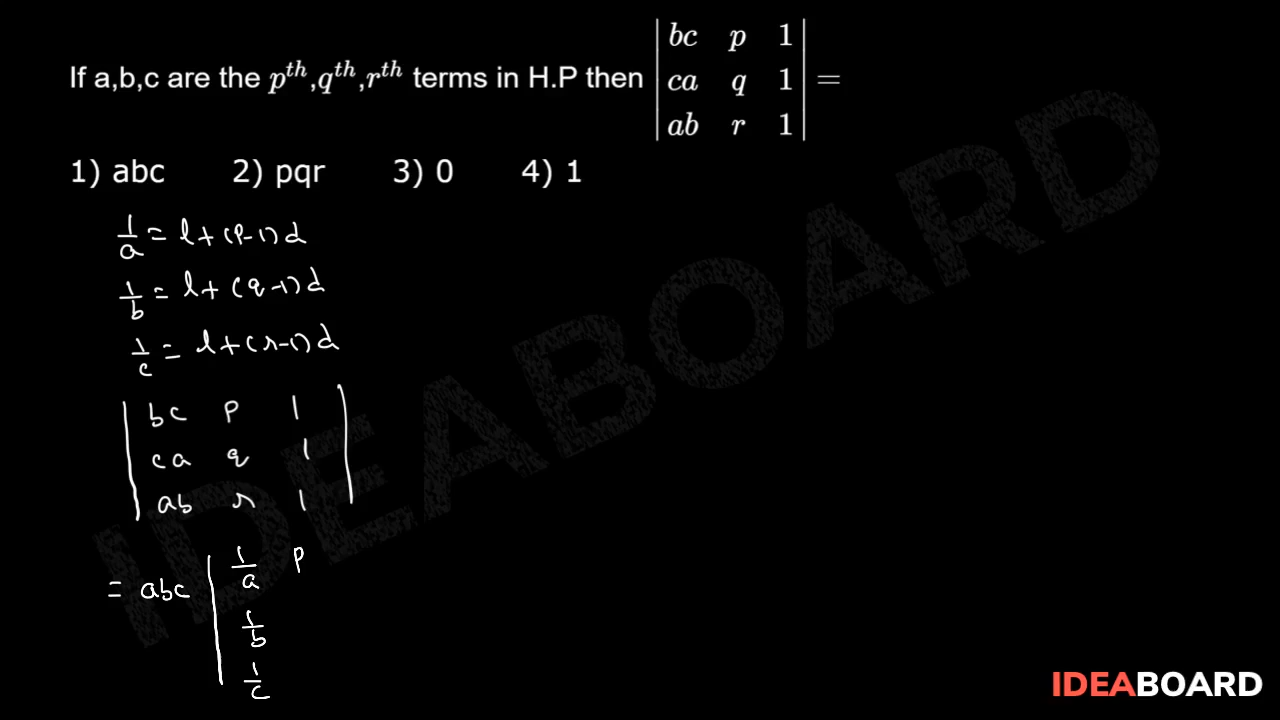 If a,b,c are the p^{th},q^{th},r^{th} terms in H.P then | bc p 1 |
| ca q 1 | =
| ab r 1 |
1) abc 2) pqr 3) 0 4) 1
1/a = l+(p-1)d
1/b = l+(q-1)d
1/c = l+(r-1)d
| bc p 1 |
| ca q 1 |
| ab r 1 |
= abc | 1/a p
1/b
1/c
IDEABOARD
IDEABOARD